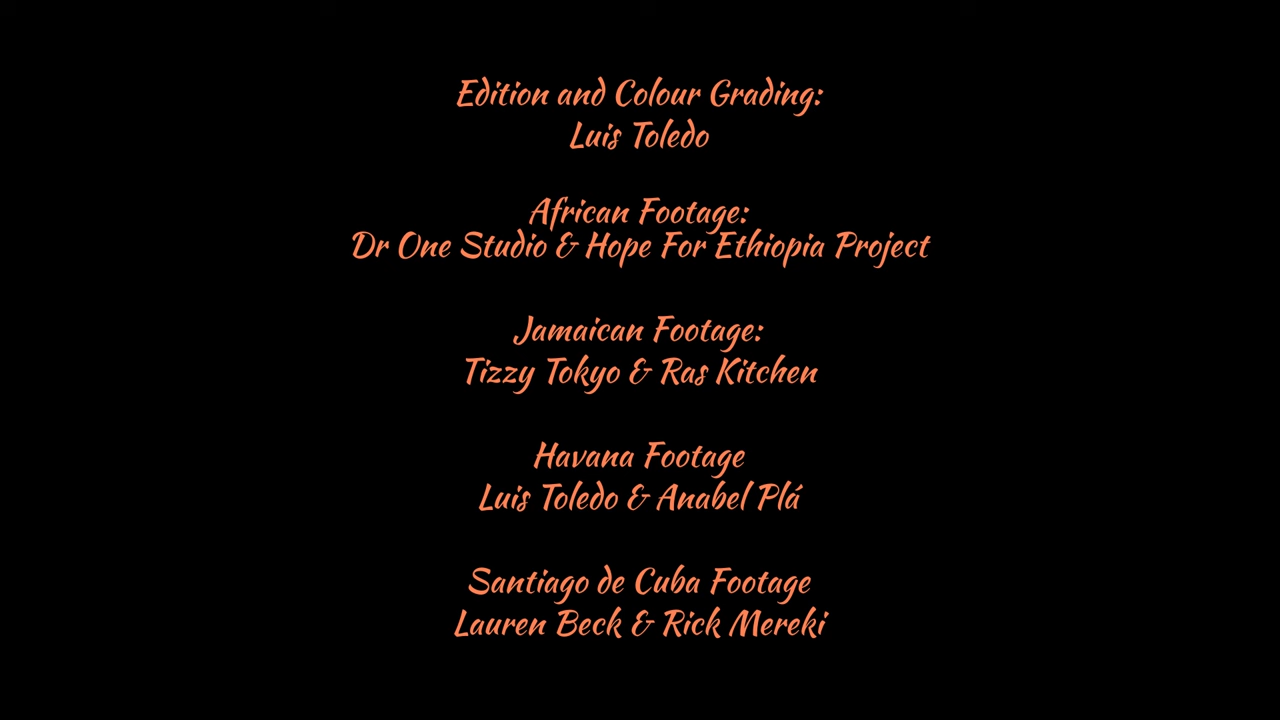 Edition and Colour Grading:
Luis Toledo
African Footage:
Dr One Studio & Hope For Ethiopia Project
Jamaican Footage:
Tizzy Tokyo & Ras Kitchen
Havana Footage
Luis Toledo & Anabel Plá
Santiago de Cuba Footage
Lauren Beck & Rick Mereki